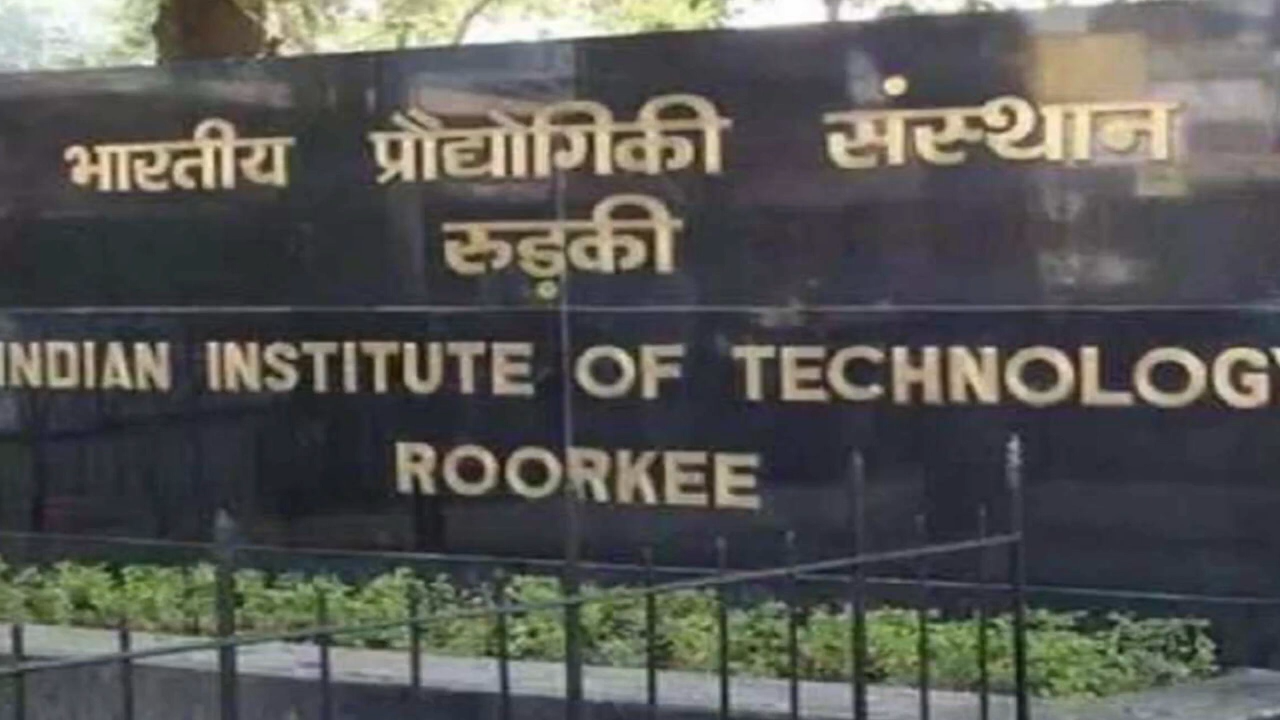 भारतीय प्रौद्योगिकी संस्थान
रुड़की
INDIAN INSTITUTE OF TECHNOLOGY
ROORKEE